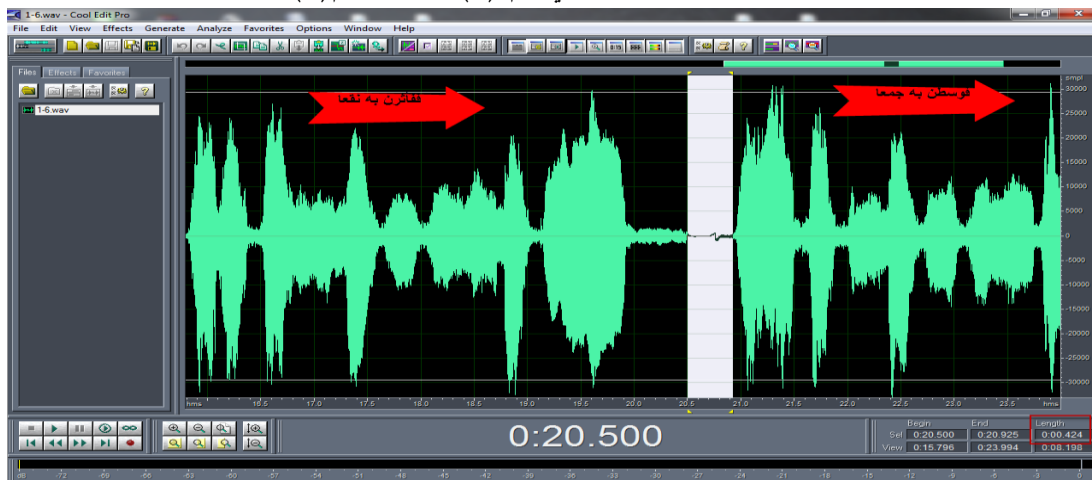 1-6.wav - Cool Edit Pro
File Edit View Effects Generate Analyze Favorites Options Window Help
Files Effects Favorites
1-6.wav
فأثرن به نقعا
فوسطن به جمعا
smpl
30000
25000
20000
15000
10000
5000
0
-5000
-10000
-15000
-20000
-25000
-30000
hms 16.5 17.0 17.5 18.0 18.5 19.0 19.5 20.0 20.5 21.0 21.5 22.0 22.5 23.0 23.5 hms
0:20.500
Begin End Length
Sel 0:20.500 0:20.925 0:00.424
View 0:15.796 0:23.994 0:08.198
dB -72 -69 -66 -63 -60 -57 -54 -51 -48 -45 -42 -39 -36 -33 -30 -27 -24 -21 -18 -15 -12 -9 -6 -3 0